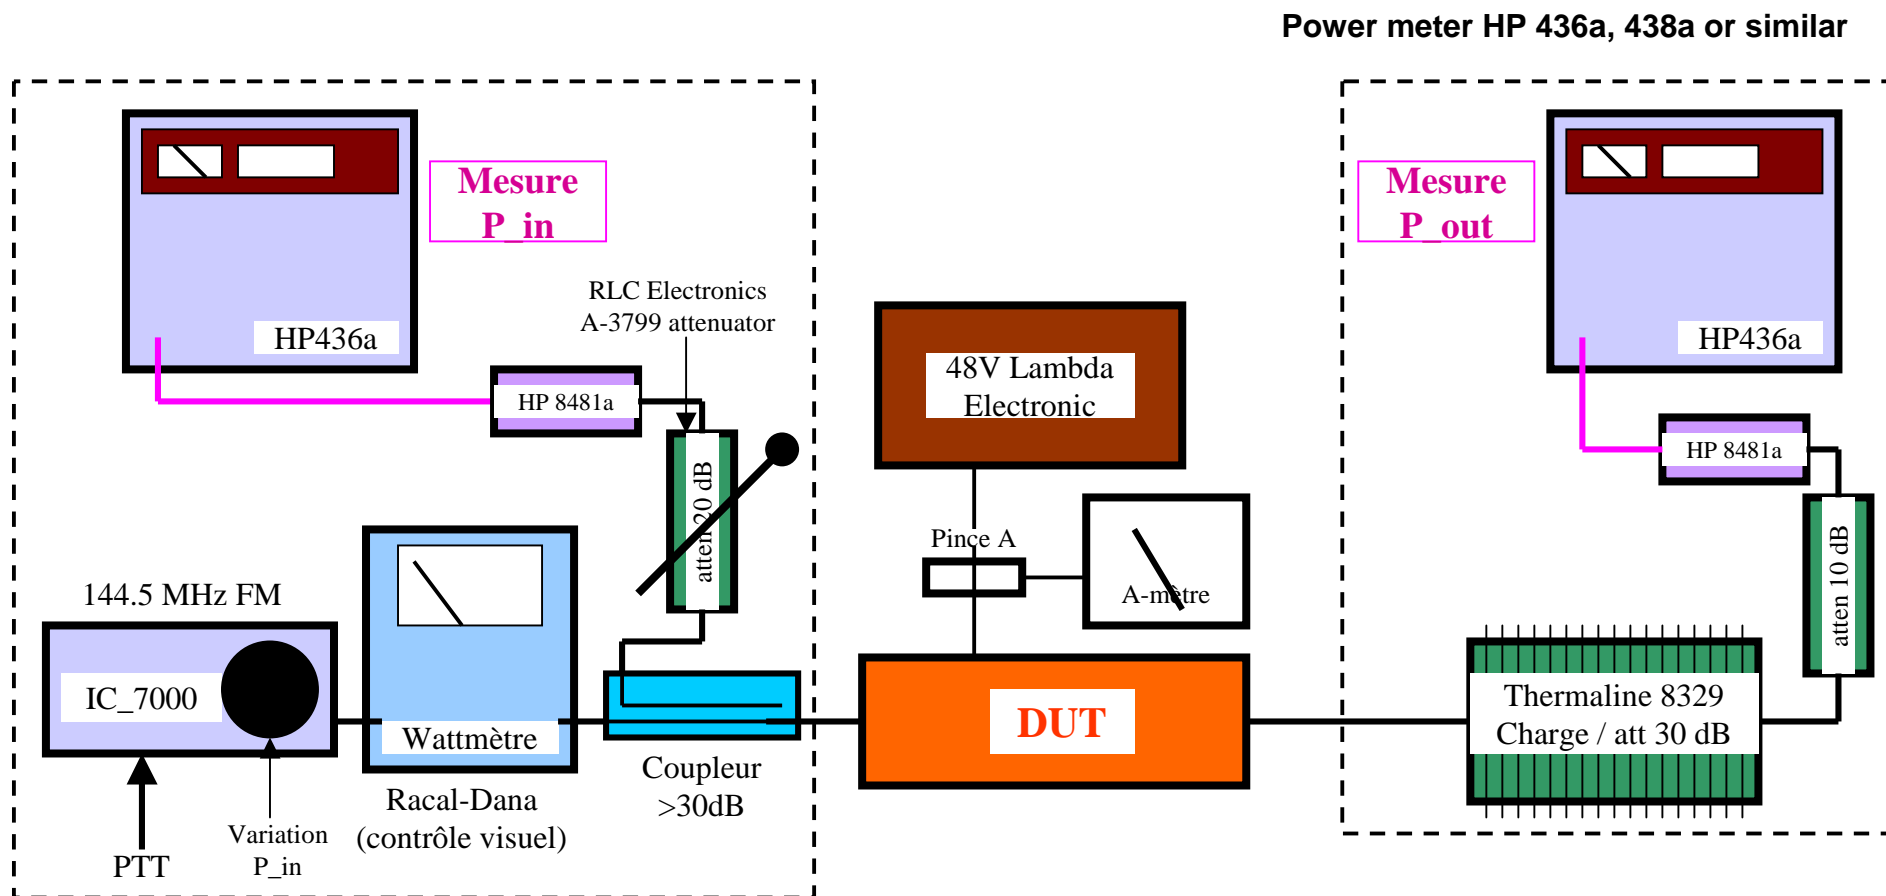 Power meter HP 436a, 438a or similar
Mesure
P_in
HP436a
RLC Electronics
A-3799 attenuator
HP 8481a
atten 20 dB
144.5 MHz FM
IC_7000
PTT
Variation
P_in
Wattmètre
Racal-Dana
(contrôle visuel)
Coupleur
>30dB
48V Lambda
Electronic
Pince A
A-mètre
DUT
Mesure
P_out
HP436a
HP 8481a
atten 10 dB
Thermaline 8329
Charge / att 30 dB